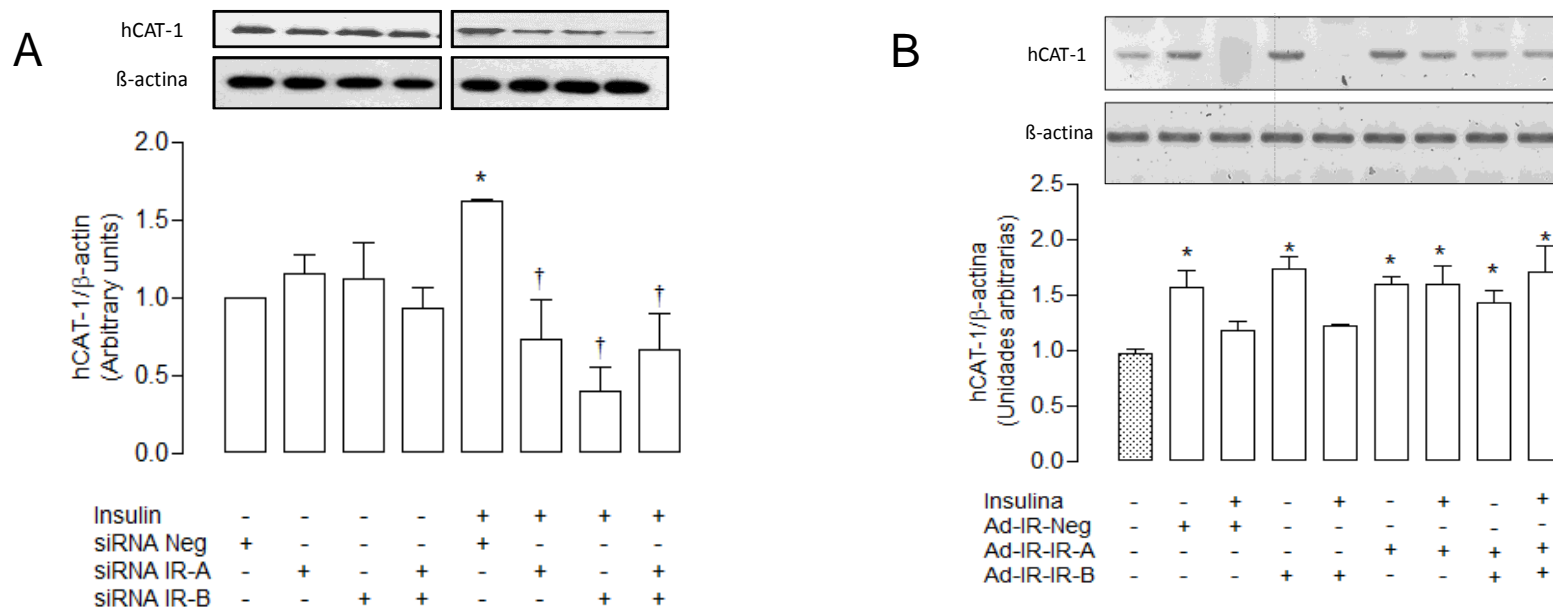 A
hCAT-1
ß-actina
2.0
1.5
1.0
0.5
0.0
hCAT-1/β-actin
(Arbitrary units)
*
†
†
†
Insulin - - - - + + + +
siRNA Neg + - - - + - - -
siRNA IR-A - + - + - + - +
siRNA IR-B - - + + - - + +
B
hCAT-1
ß-actina
2.5
2.0
1.5
1.0
0.5
0.0
hCAT-1/β-actina
(Unidades arbitrarias)
* * * * * *
Insulina - - + - + - + - +
Ad-IR-Neg - + + - - - - - -
Ad-IR-IR-A - - - - - + + + +
Ad-IR-IR-B - - - + + - - + +